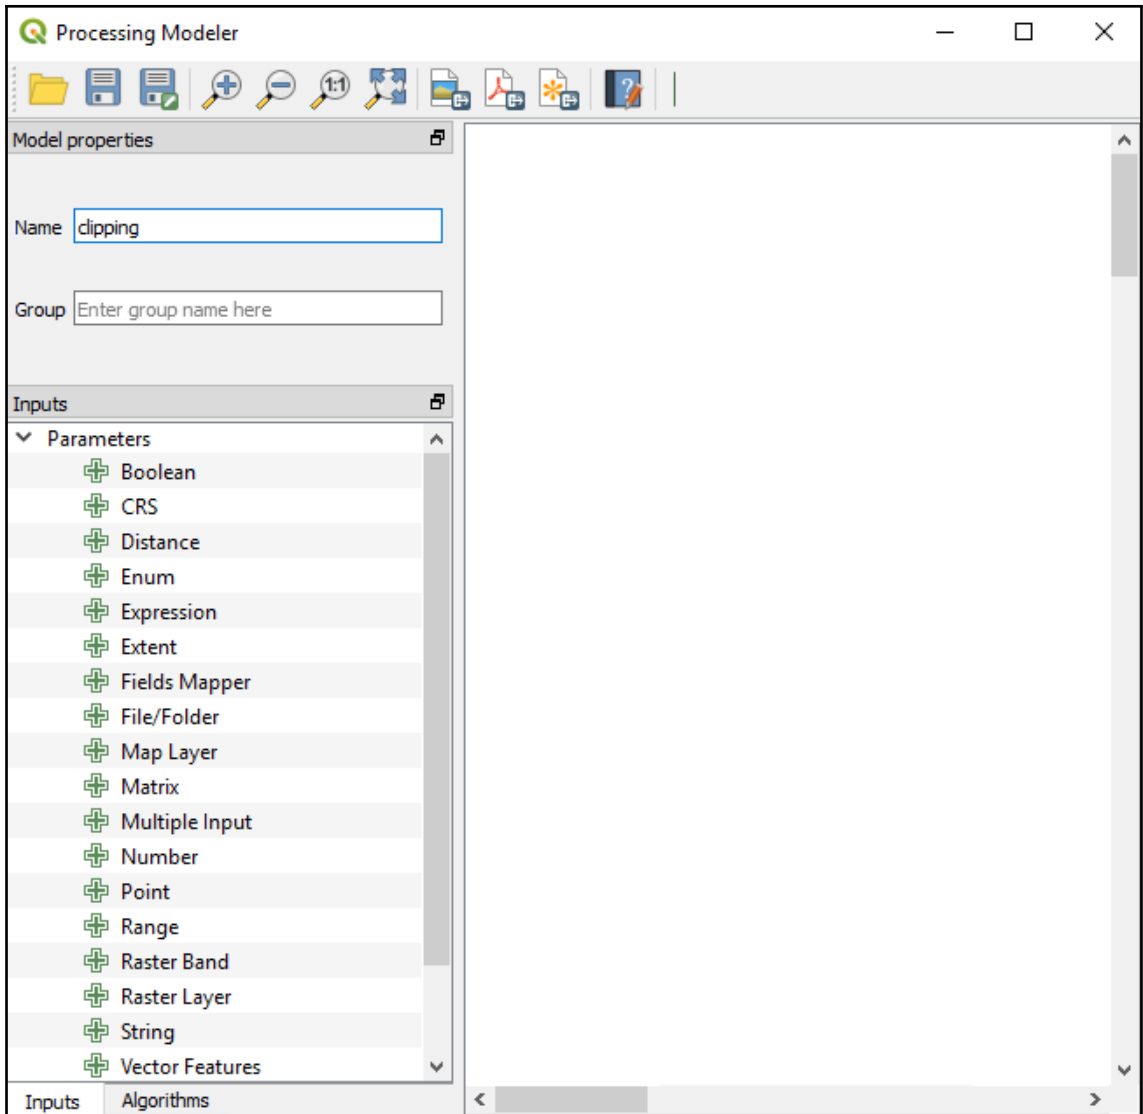 Processing Modeler
1:1
Model properties
Name clipping
Group Enter group name here
Inputs
Parameters
Boolean
CRS
Distance
Enum
Expression
Extent
Fields Mapper
File/Folder
Map Layer
Matrix
Multiple Input
Number
Point
Range
Raster Band
Raster Layer
String
Vector Features
Inputs Algorithms